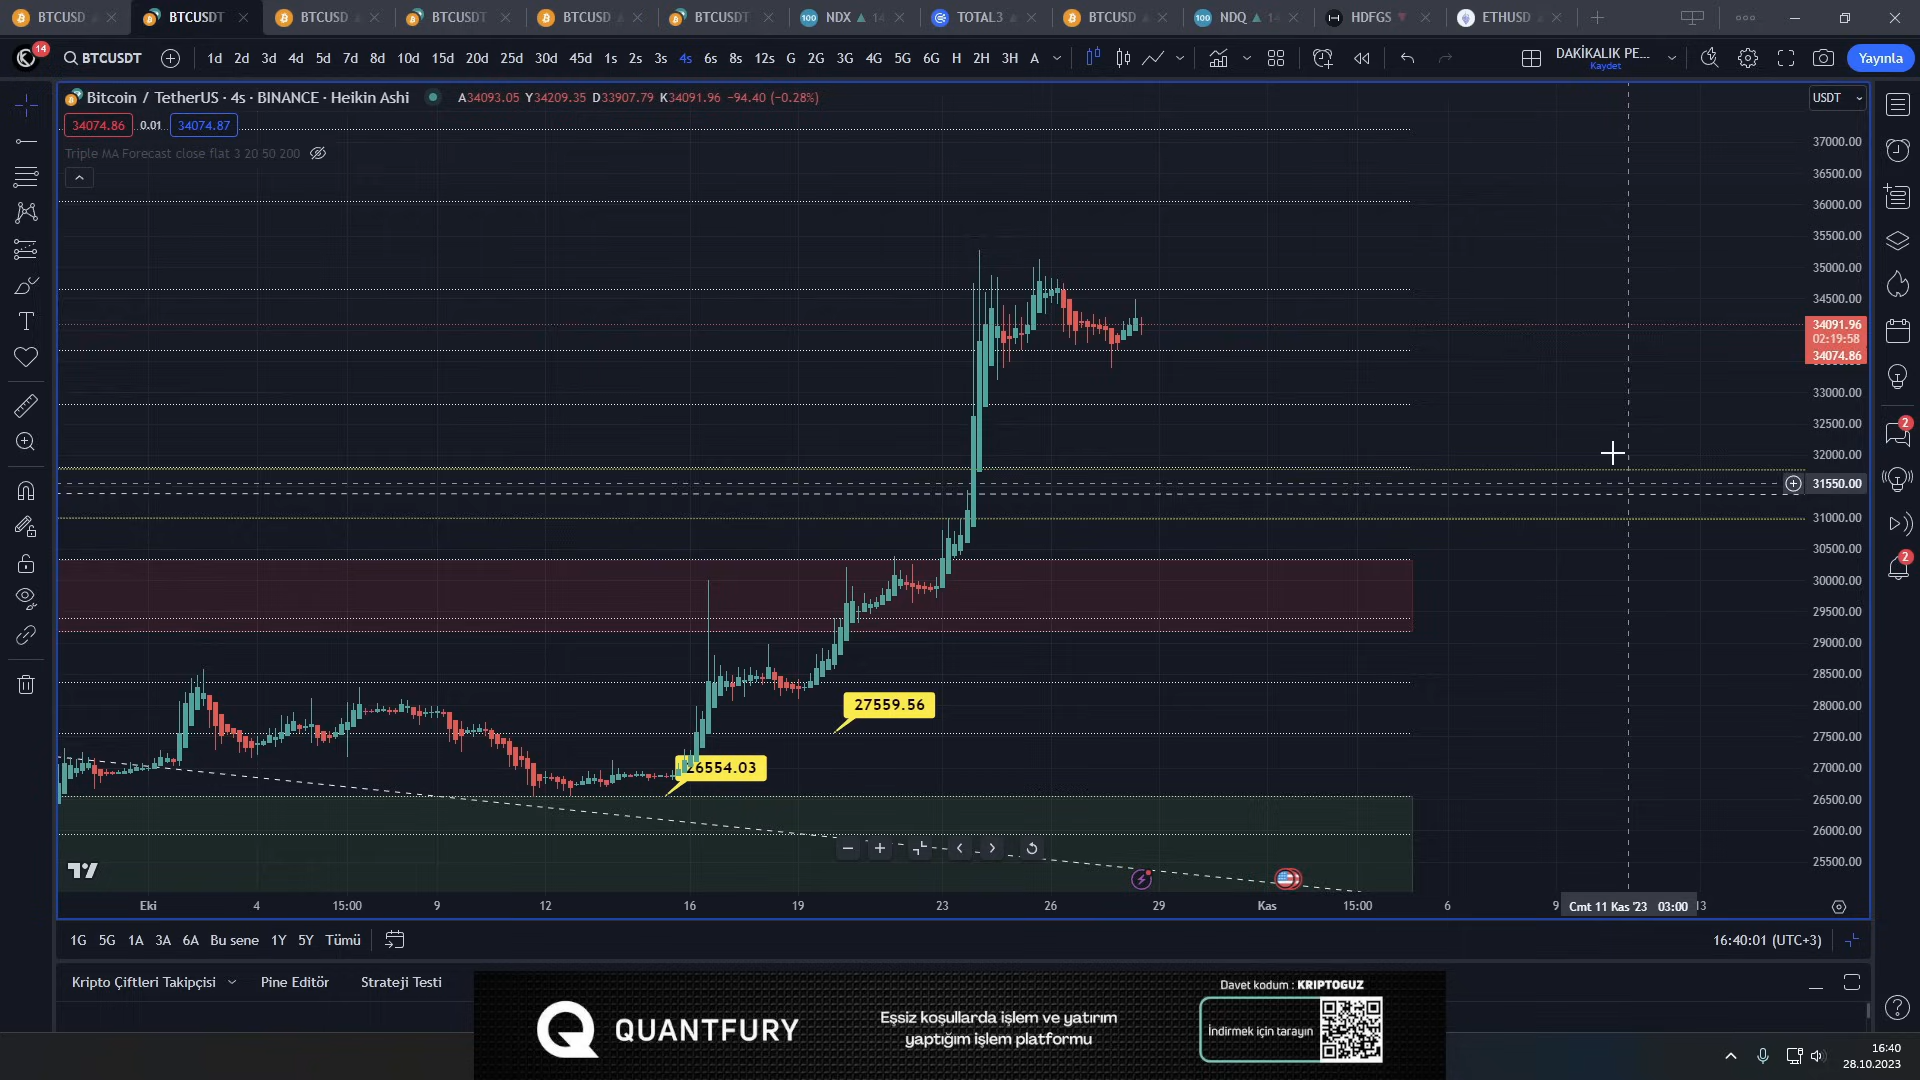 BTCUSD
BTCUSDT
BTCUSD
BTCUSDT
BTCUSD
BTCUSDT
NDX
TOTAL3
BTCUSD
NDQ
HDFGS
ETHUSD
14
BTCUSDT
1d 2d 3d 4d 5d 7d 8d 10d 15d 20d 25d 30d 45d 1s 2s 3s 4s 6s 8s 12s G 2G 3G 4G 5G 6G H 2H 3H A
DAKİKALIK PE...
Kaydet
Yayınla
Bitcoin / TetherUS · 4s · BINANCE · Heikin Ashi
A34093.05 Y34209.35 D33907.79 K34091.96 −94.40 (−0.28%)
USDT
34074.86 0.01 34074.87
Triple MA Forecast close flat 3 20 50 200
37000.00
36500.00
36000.00
35500.00
35000.00
34500.00
34091.96
02:19:58
34074.86
33000.00
32500.00
32000.00
31550.00
31000.00
30500.00
30000.00
29500.00
29000.00
28500.00
28000.00
27500.00
27000.00
26500.00
26000.00
25500.00
27559.56
26554.03
2
2
Eki 4 15:00 9 12 16 19 23 26 29 Kas 15:00 6 9 Cmt 11 Kas '23 03:00 13
1G 5G 1A 3A 6A Bu sene 1Y 5Y Tümü
16:40:01 (UTC+3)
Kripto Çiftleri Takipçisi Pine Editör Strateji Testi
QUANTFURY
Eşsiz koşullarda işlem ve yatırım
yaptığım işlem platformu
Davet kodum : KRIPTOGUZ
İndirmek için tarayın
16:40
28.10.2023